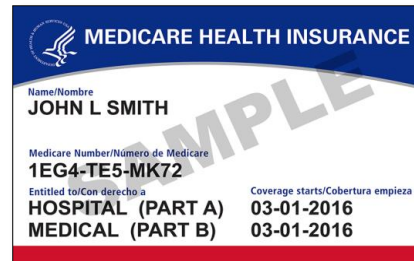 MEDICARE HEALTH INSURANCE
Name/Nombre
JOHN L SMITH
Medicare Number/Número de Medicare
1EG4-TE5-MK72
Entitled to/Con derecho a Coverage starts/Cobertura empieza
HOSPITAL (PART A) 03-01-2016
MEDICAL (PART B) 03-01-2016
SAMPLE